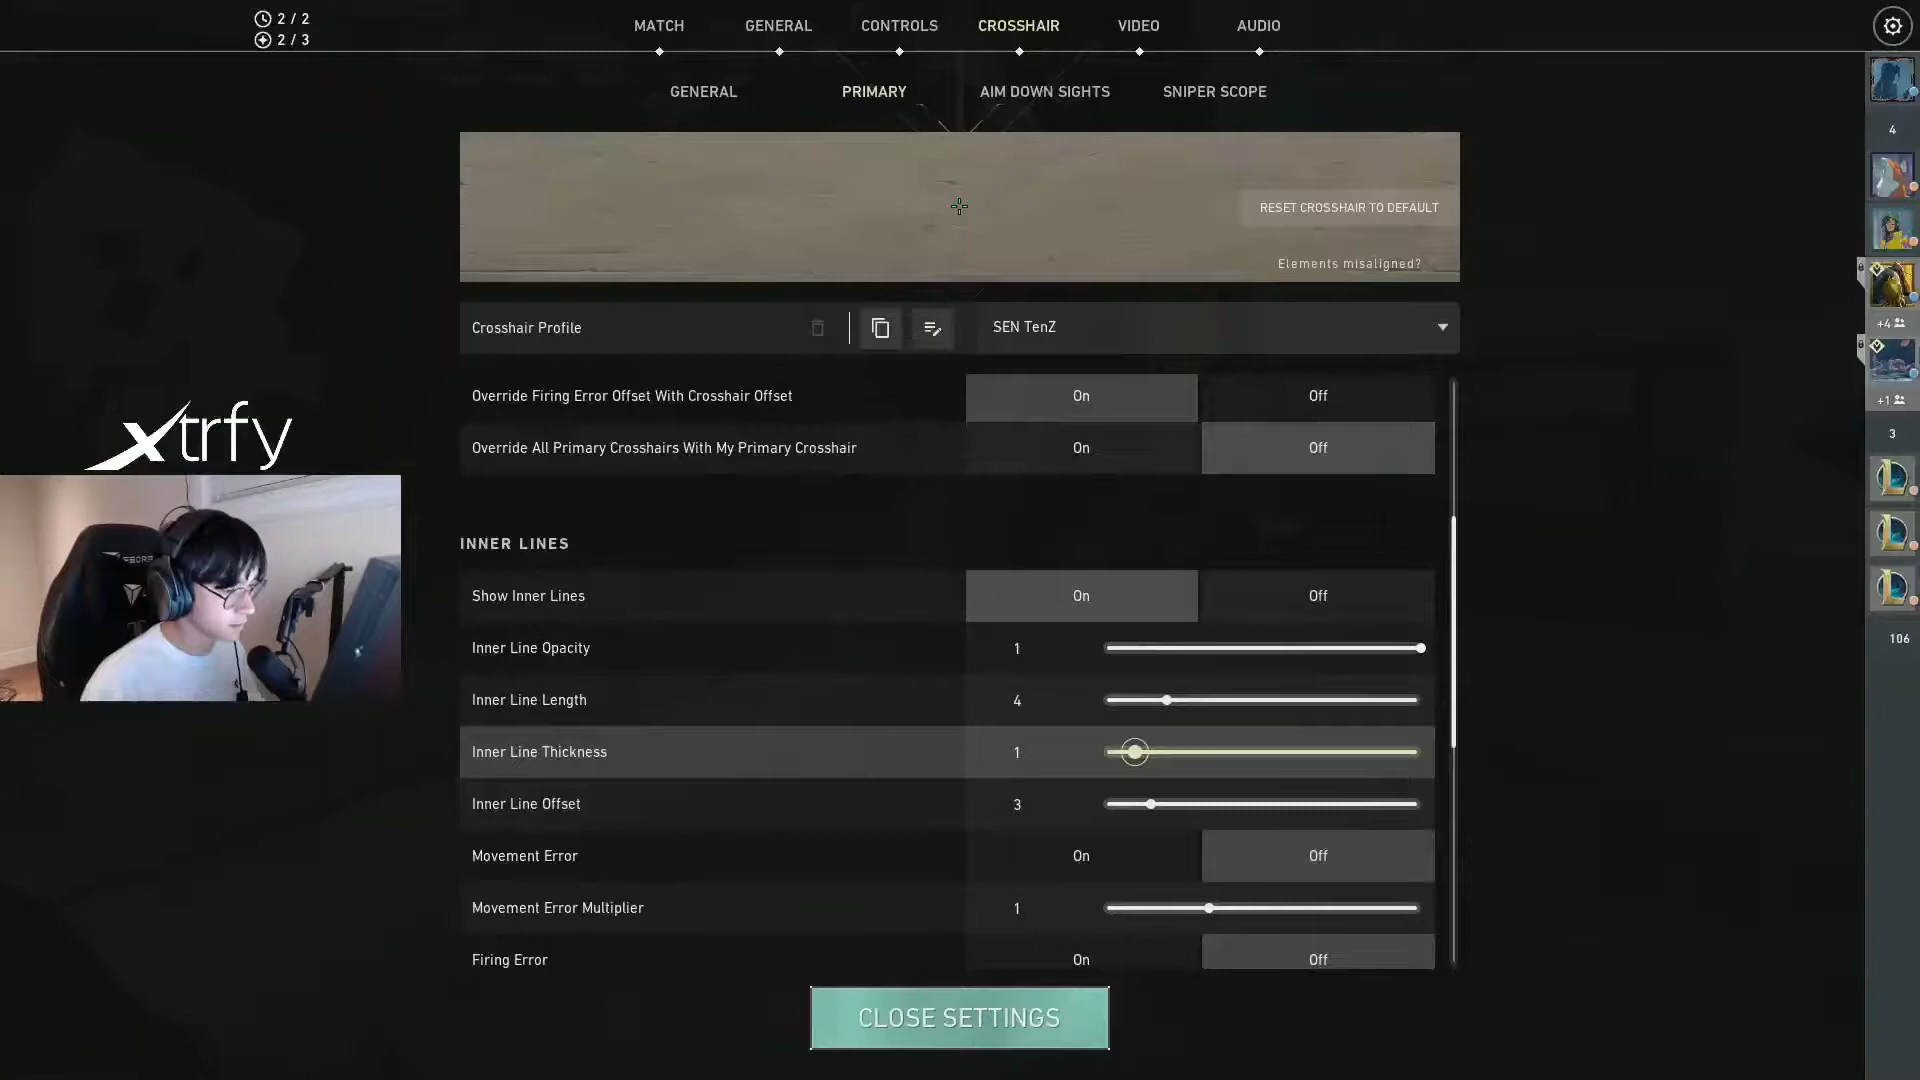 2 / 2
2 / 3
MATCH
GENERAL
CONTROLS
CROSSHAIR
VIDEO
AUDIO
GENERAL
PRIMARY
AIM DOWN SIGHTS
SNIPER SCOPE
RESET CROSSHAIR TO DEFAULT
Elements misaligned?
Crosshair Profile
SEN TenZ
Override Firing Error Offset With Crosshair Offset On Off
Override All Primary Crosshairs With My Primary Crosshair On Off
INNER LINES
Show Inner Lines On Off
Inner Line Opacity 1
Inner Line Length 4
Inner Line Thickness 1
Inner Line Offset 3
Movement Error On Off
Movement Error Multiplier 1
Firing Error On Off
CLOSE SETTINGS
xtrfy
4
+4
+1
3
106